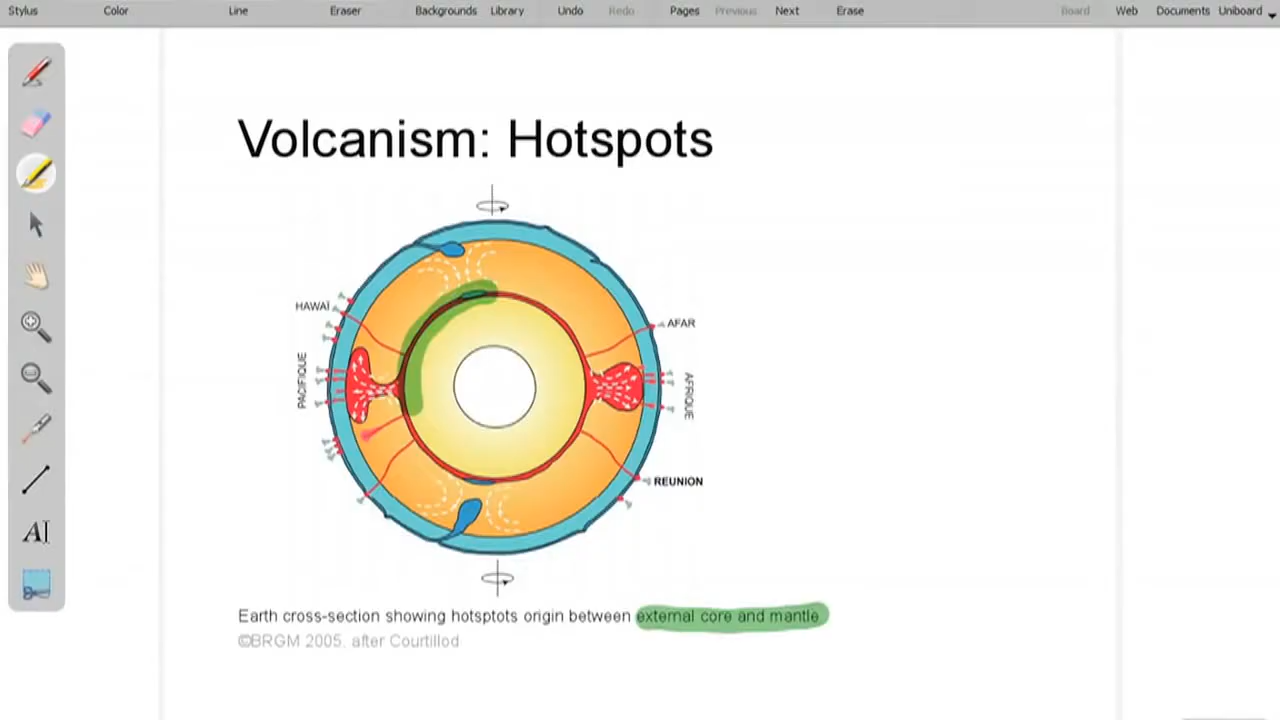 Stylus Color Line Eraser Backgrounds Library Undo Redo Pages Previous Next Erase Board Web Documents Uniboard
Volcanism: Hotspots
HAWAÏ
AFAR
PACIFIQUE
AFRIQUE
REUNION
AI
Earth cross-section showing hotsptots origin between external core and mantle
©BRGM 2005, after Courtillod